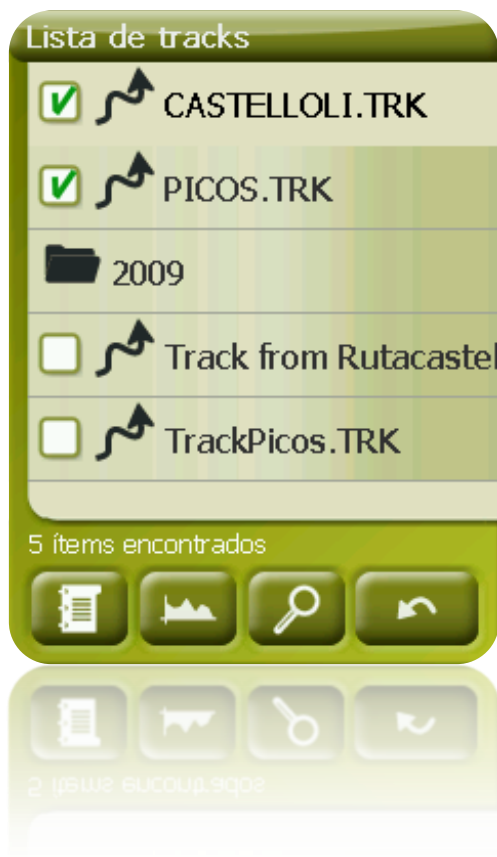 Lista de tracks
CASTELLOLI.TRK
PICOS.TRK
2009
Track from Rutacastel
TrackPicos.TRK
5 ítems encontrados